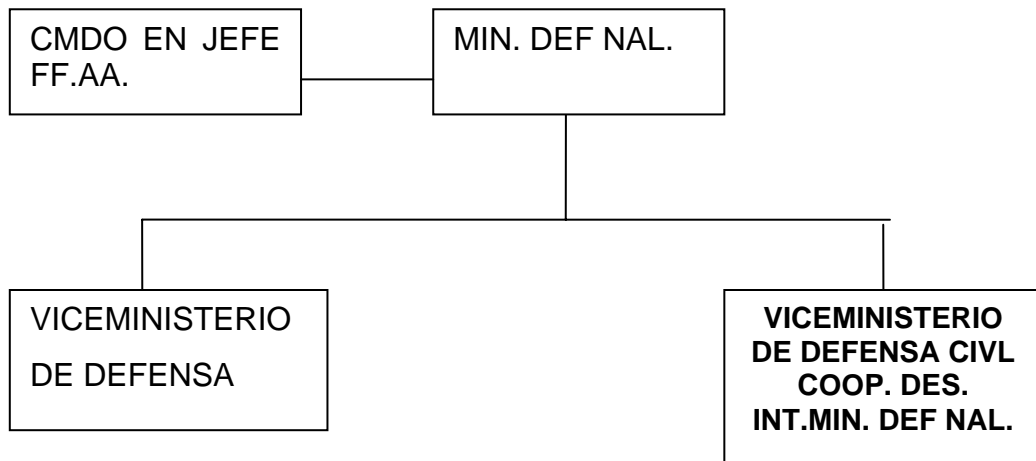 CMDO EN JEFE
FF.AA.
MIN. DEF NAL.
VICEMINISTERIO
DE DEFENSA
VICEMINISTERIO
DE DEFENSA CIVL
COOP. DES.
INT.MIN. DEF NAL.